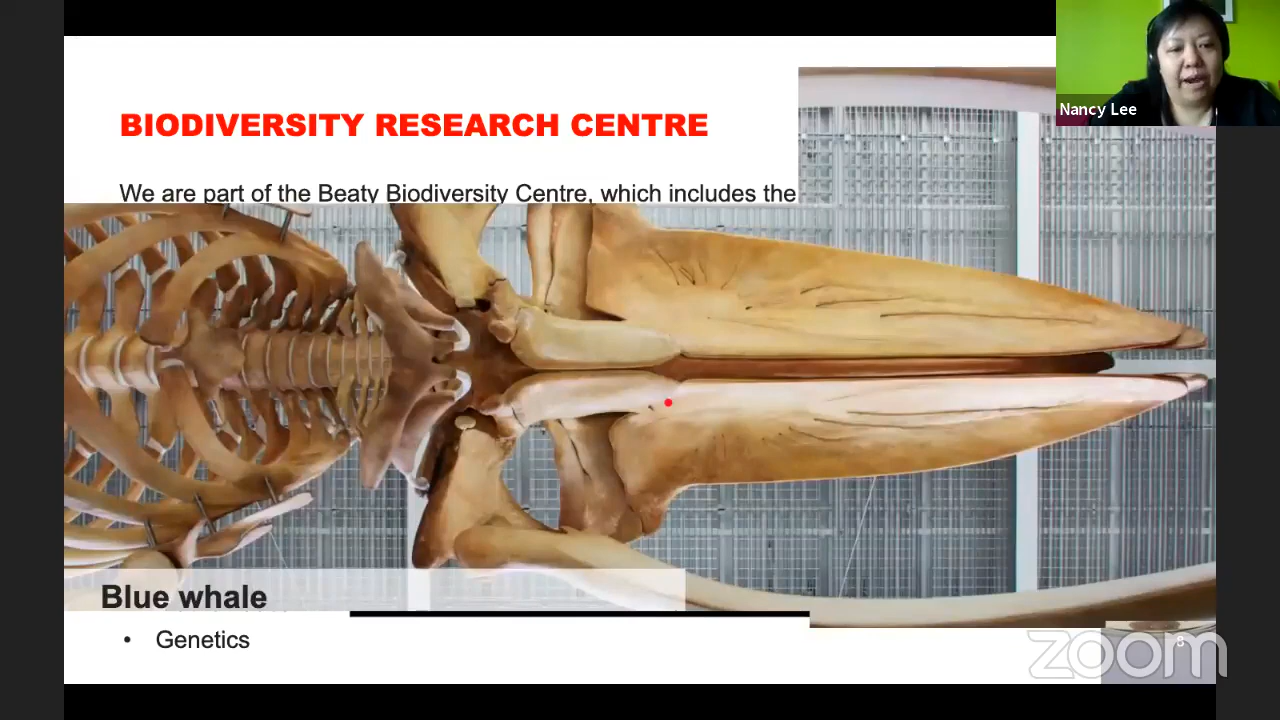 Nancy Lee
BIODIVERSITY RESEARCH CENTRE
We are part of the Beaty Biodiversity Centre, which includes the
Blue whale
• Genetics
8
zoom